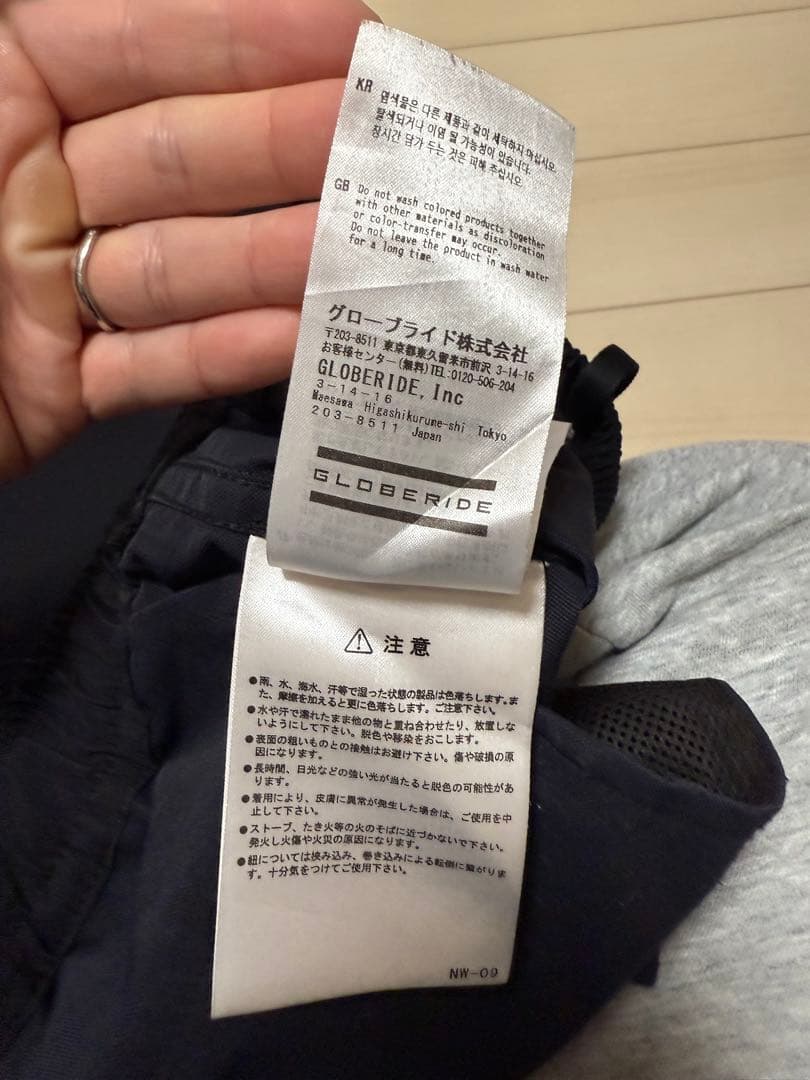 KR 염색물은 다른 제품과 같이 세탁하지 마십시오.
탈색되거나 이염 될 가능성이 있습니다.
장시간 담가 두는 것은 피해 주십시오.
GB Do not wash colored products together
with other materials as discoloration
or color-transfer may occur.
Do not leave the product in wash water
for a long time.
グローブライド株式会社
〒203-8511 東京都東久留米市前沢 3-14-16
お客様センター(無料)TEL:0120-506-204
GLOBERIDE, Inc
3-14-16
Maesawa Higashikurume-shi Tokyo
203-8511 Japan
GLOBERIDE
⚠ 注意
●雨、水、海水、汗等で湿った状態の製品は色落ちします。ま
た、摩擦を加えると更に色落ちします。ご注意下さい。
●水や汗で濡れたまま他の物と重ね合わせたり、放置しな
いようにして下さい。脱色や移染をおこします。
●表面の粗いものとの接触はお避け下さい。傷や破損の原
因になります。
●長時間、日光などの強い光が当たると脱色の可能性があ
ります。
●着用により、皮膚に異常が発生した場合は、ご使用を中
止して下さい。
●ストーブ、たき火等の火のそばに近づかないで下さい。
発火し火傷や火災の原因になります。
●紐については挟み込み、巻き込みによる転倒に繋がりま
す。十分気をつけてご使用下さい。
NW-09